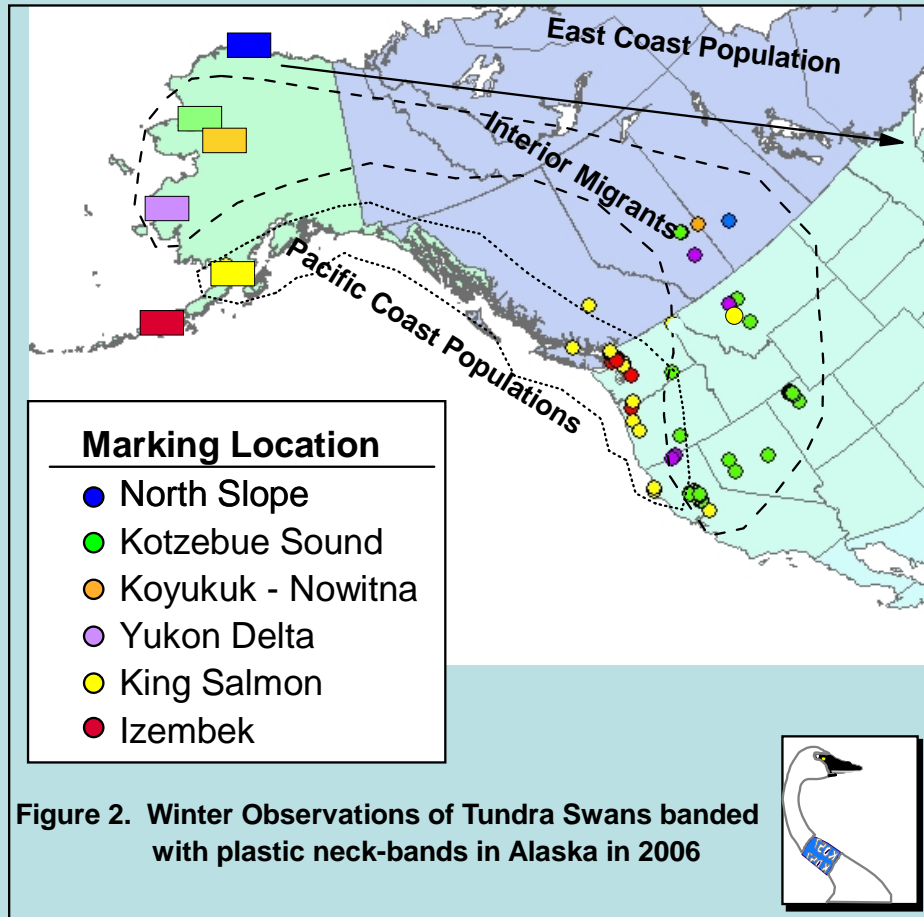 East Coast Population
Interior Migrants
Pacific Coast Populations
Marking Location
North Slope
Kotzebue Sound
Koyukuk - Nowitna
Yukon Delta
King Salmon
Izembek
Figure 2. Winter Observations of Tundra Swans banded
with plastic neck-bands in Alaska in 2006